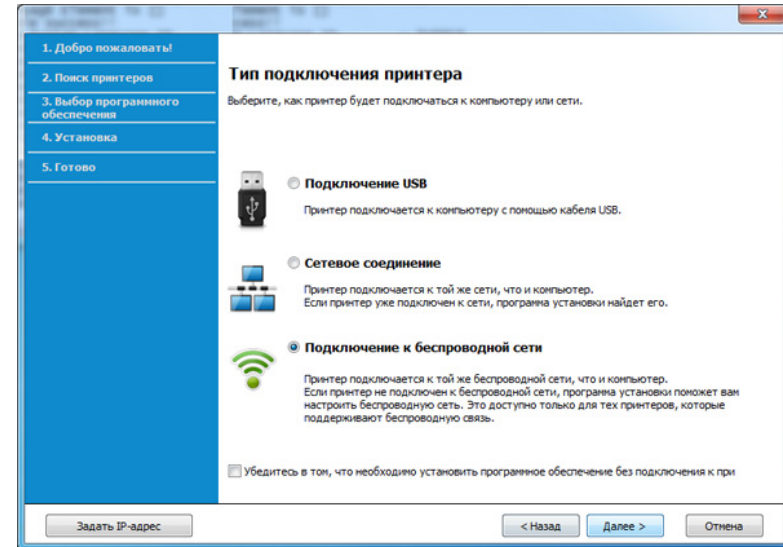 1. Добро пожаловать!
2. Поиск принтеров
3. Выбор программного
обеспечения
4. Установка
5. Готово
Тип подключения принтера
Выберите, как принтер будет подключаться к компьютеру или сети.
Подключение USB
Принтер подключается к компьютеру с помощью кабеля USB.
Сетевое соединение
Принтер подключается к той же сети, что и компьютер.
Если принтер уже подключен к сети, программа установки найдет его.
Подключение к беспроводной сети
Принтер подключается к той же беспроводной сети, что и компьютер.
Если принтер не подключен к беспроводной сети, программа установки поможет вам
настроить беспроводную сеть. Это доступно только для тех принтеров, которые
поддерживают беспроводную связь.
Убедитесь в том, что необходимо установить программное обеспечение без подключения к при
Задать IP-адрес
< Назад
Далее >
Отмена